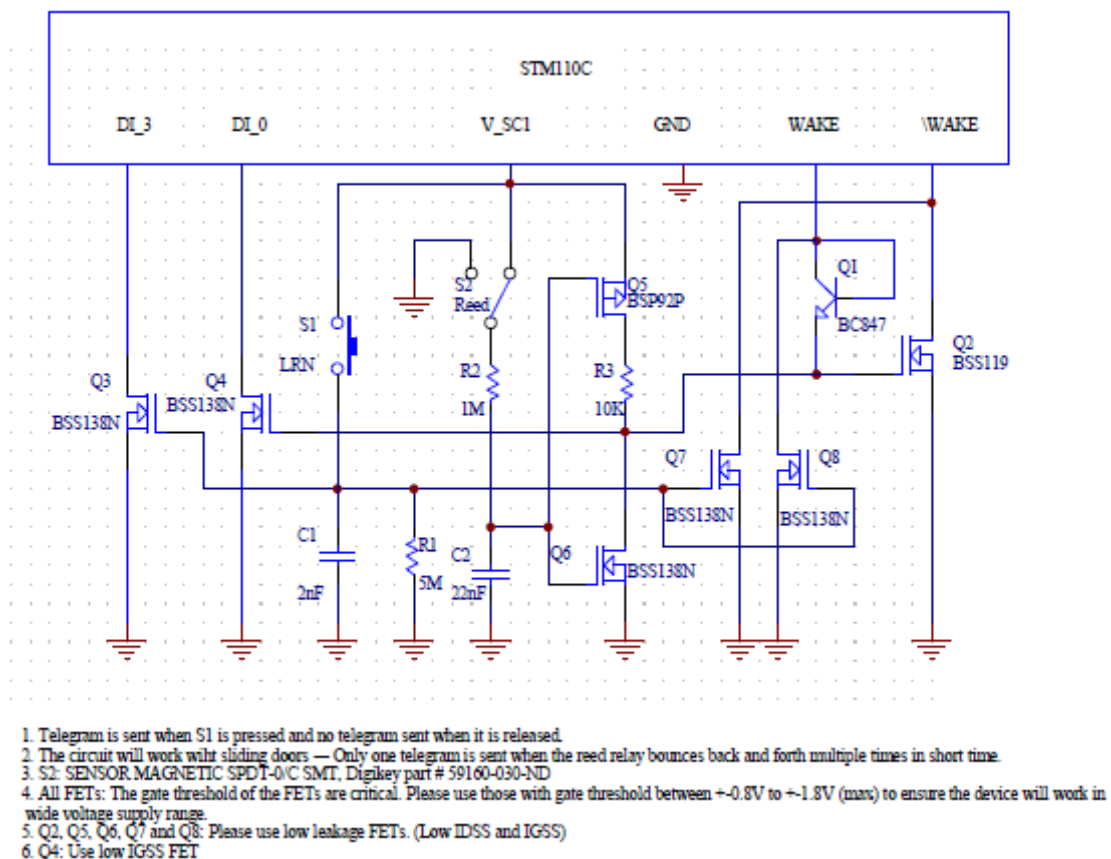 STM110C
DI_3 DI_0 V_SC1 GND WAKE \WAKE
Q1
BC847
S2
Reed
Q5
BSP92P
S1
LRN
Q2
BSS119
Q3
BSS138N
Q4
BSS138N
R2
1M
R3
10K
Q7
BSS138N
Q8
BSS138N
C1
2nF
R1
5M
C2
22nF
Q6
BSS138N
1. Telegram is sent when S1 is pressed and no telegram sent when it is released.
2. The circuit will work wiht sliding doors — Only one telegram is sent when the reed relay bounces back and forth multiple times in short time.
3. S2: SENSOR MAGNETIC SPDT-0/C SMT, Digikey part # 59160-030-ND
4. All FETs: The gate threshold of the FETs are critical. Please use those with gate threshold between +-0.8V to +-1.8V (max) to ensure the device will work in
wide voltage supply range.
5. Q2, Q5, Q6, Q7 and Q8: Please use low leakage FETs. (Low IDSS and IGSS)
6. Q4: Use low IGSS FET